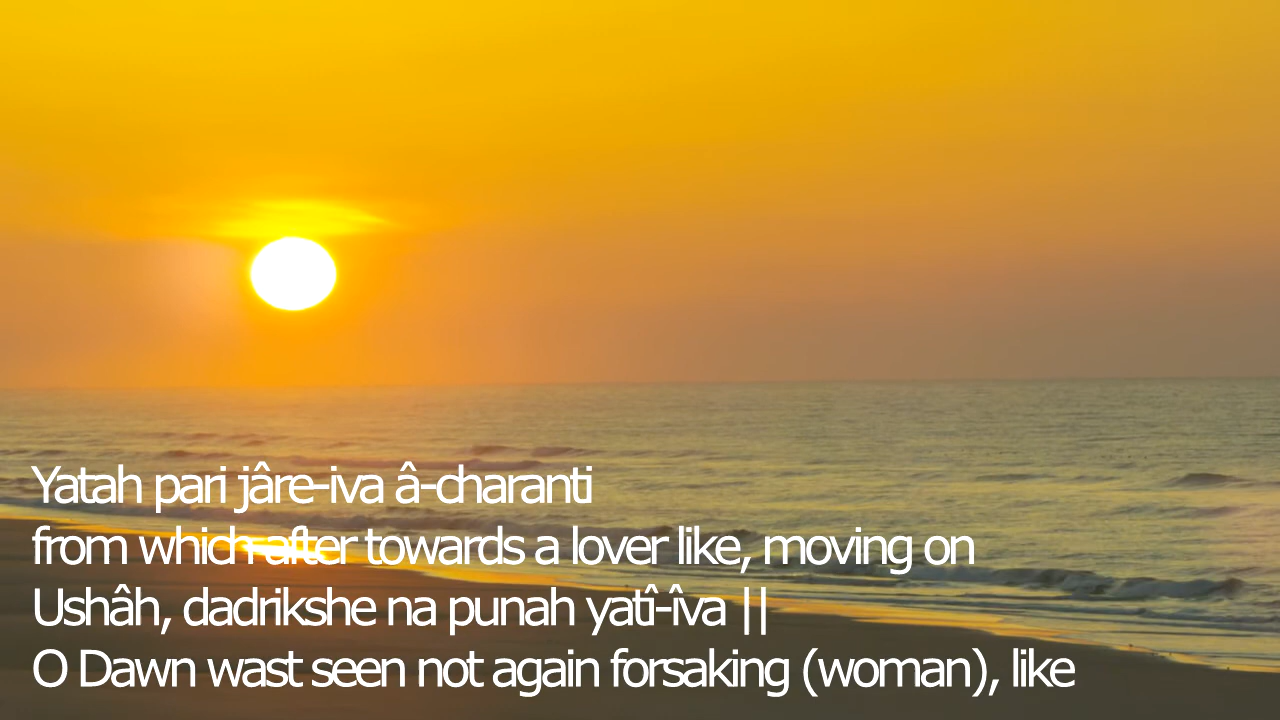 Yatah pari jâre-iva â-charanti
from which after towards a lover like, moving on
Ushâh, dadrikshe na punah yatî-îva ||
O Dawn wast seen not again forsaking (woman), like